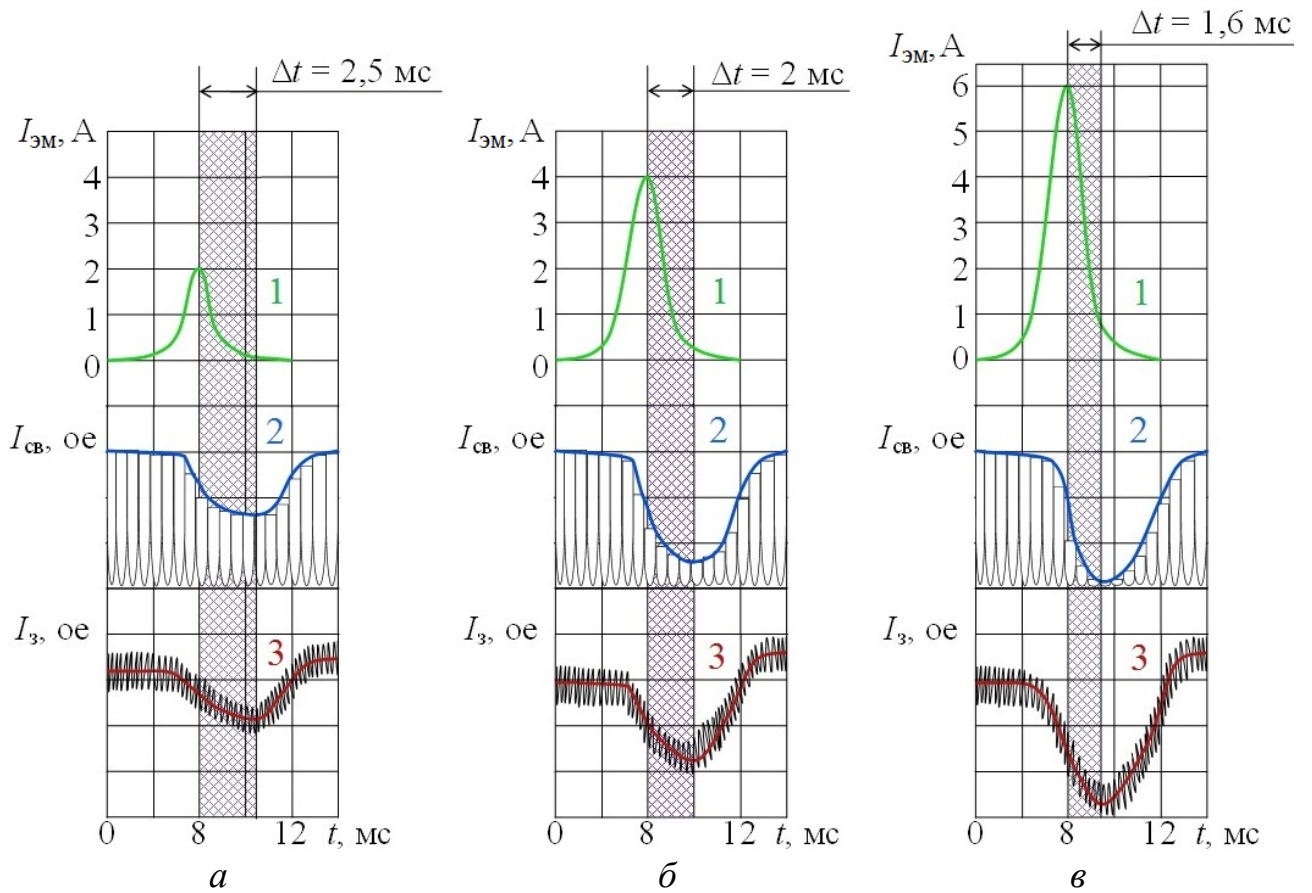 Δt = 2,5 мс
Iэм, А
4
3
2
1
0
1
Iсв, ое
2
Iз, ое
3
0 8 12 t, мс
а
Δt = 2 мс
Iэм, А
4
3
2
1
0
1
Iсв, ое
2
Iз, ое
3
0 8 12 t, мс
б
Δt = 1,6 мс
Iэм, А
6
5
4
3
2
1
0
1
Iсв, ое
2
Iз, ое
3
0 8 12 t, мс
в